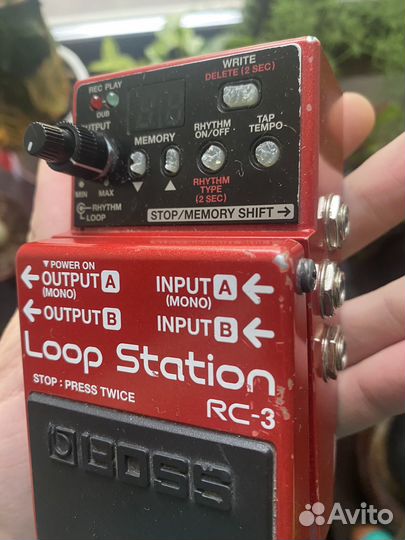 WRITE
DELETE (2 SEC)
REC PLAY
DUB
OUTPUT
MEMORY
RHYTHM
ON/OFF
TAP
TEMPO
▼
▲
RHYTHM
TYPE
(2 SEC)
MIN
MAX
RHYTHM
LOOP
STOP/MEMORY SHIFT→
▼POWER ON
←OUTPUT A
(MONO)
INPUT A←
(MONO)
←OUTPUT B
INPUT B←
Loop Station
STOP : PRESS TWICE
RC-3
BOSS
Avito